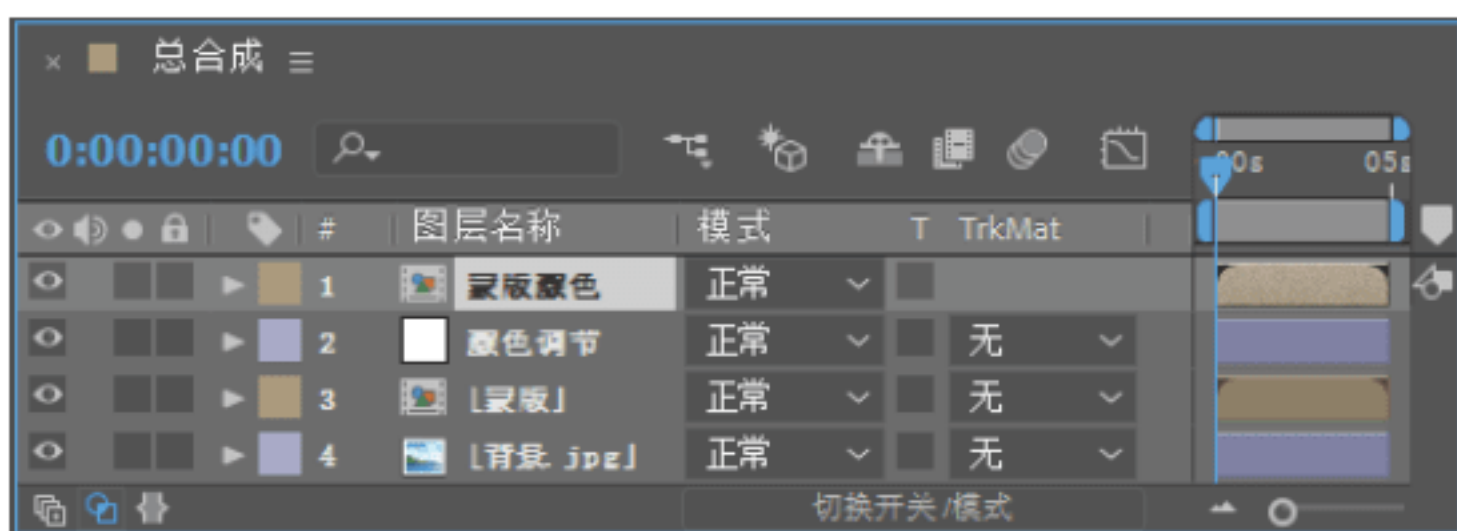 总合成
0:00:00:00
00s 05s
# 图层名称 模式 T TrkMat
1 蒙版颜色 正常
2 颜色调节 正常 无
3 [蒙版] 正常 无
4 [背景.jpg] 正常 无
切换开关/模式